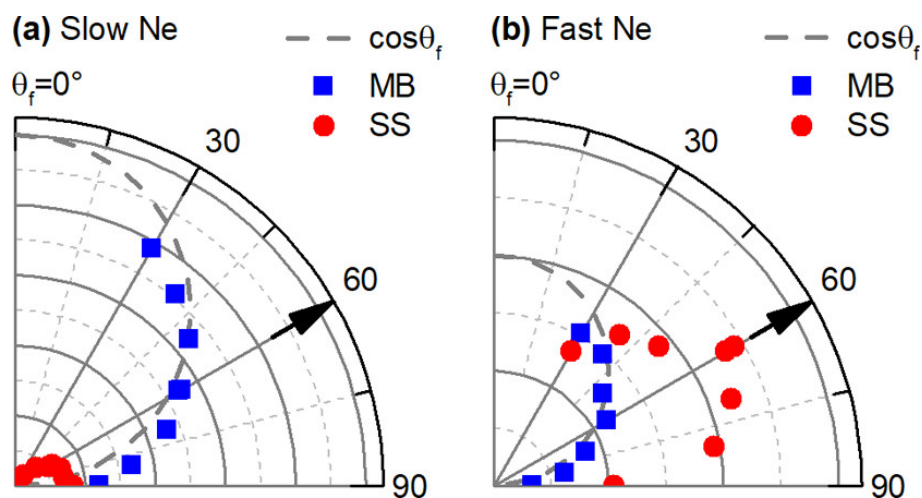 (a) Slow Ne
cosθf
θf=0°
MB
SS
30
60
90
(b) Fast Ne
cosθf
θf=0°
MB
SS
30
60
90